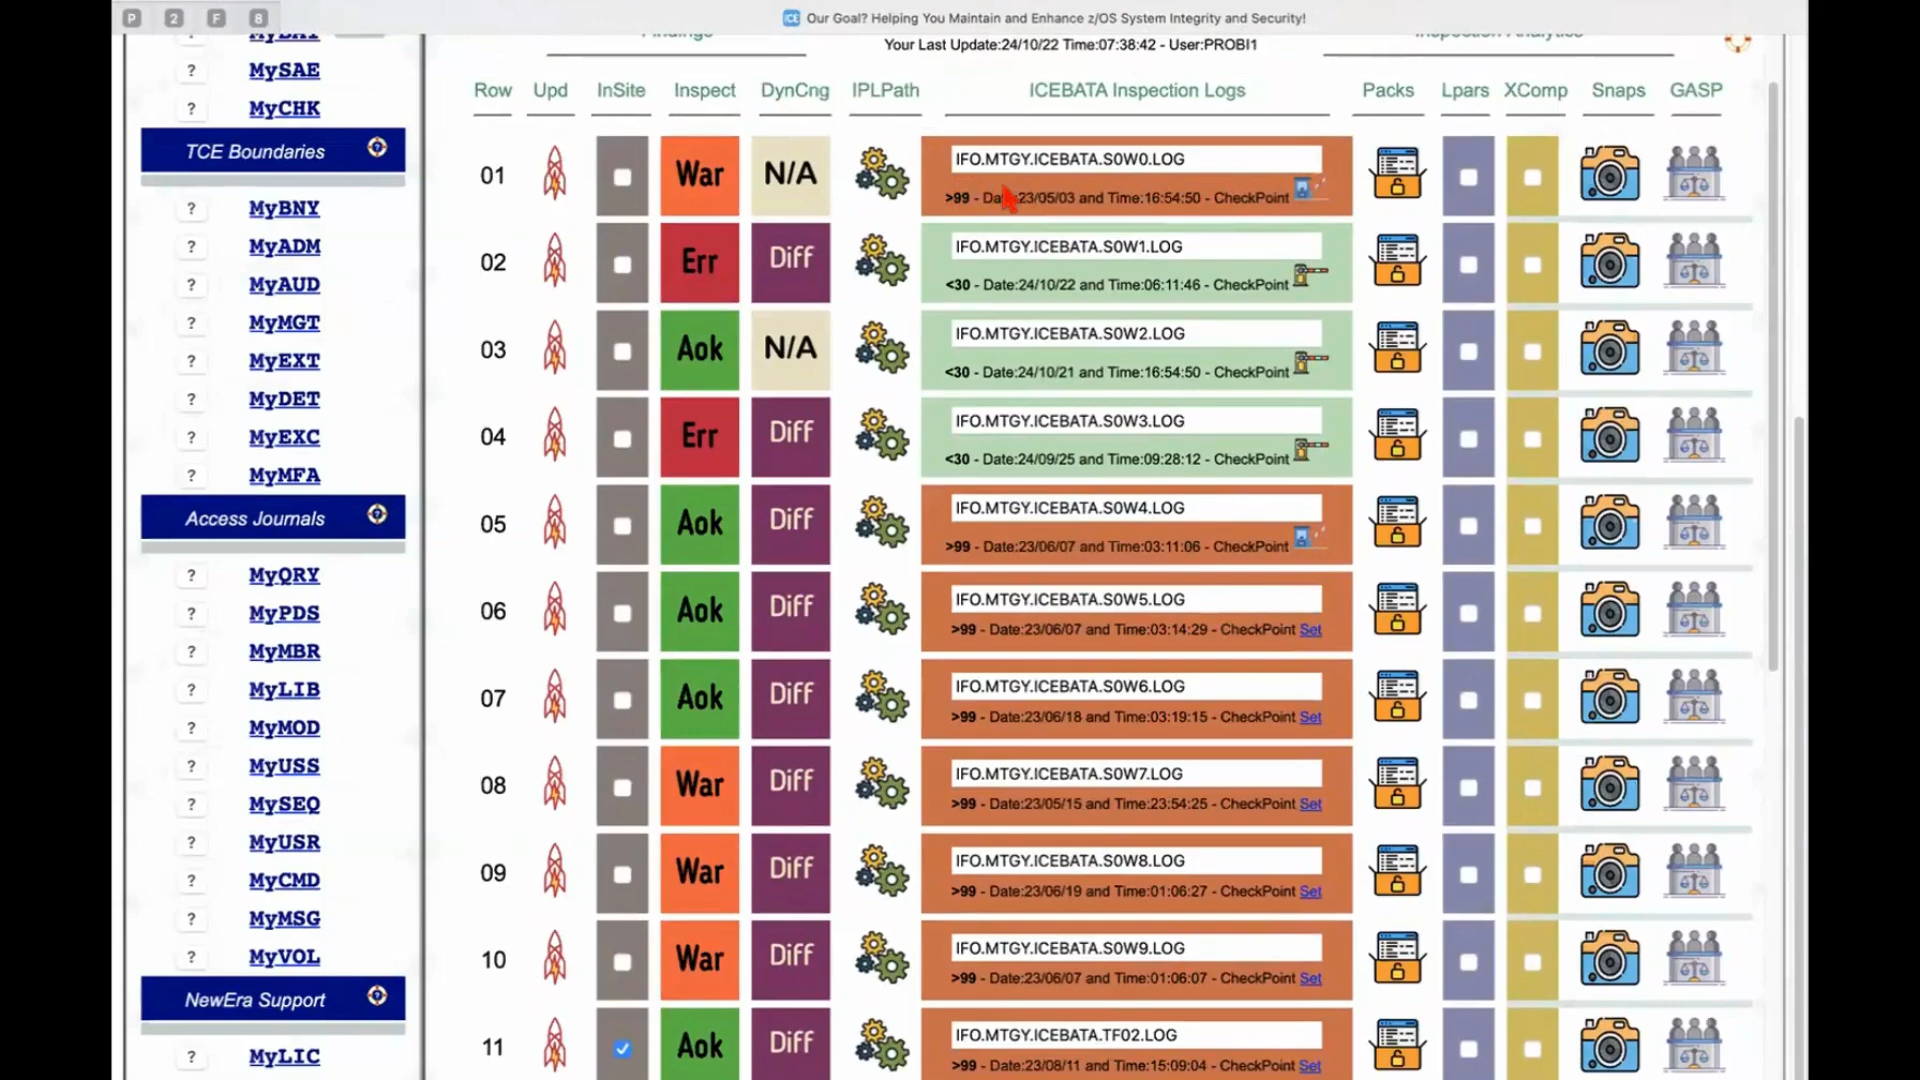 P 2 F 8
ICE Our Goal? Helping You Maintain and Enhance z/OS System Integrity and Security!
MyBAT
? MySAE
? MyCHK
TCE Boundaries
? MyBNY
? MyADM
? MyAUD
? MyMGT
? MyEXT
? MyDET
? MyEXC
? MyMFA
Access Journals
? MyQRY
? MyPDS
? MyMBR
? MyLIB
? MyMOD
? MyUSS
? MySEQ
? MyUSR
? MyCMD
? MyMSG
? MyVOL
NewEra Support
? MyLIC
Findings
Your Last Update:24/10/22 Time:07:38:42 - User:PROBI1
Inspection Analytics
Row Upd InSite Inspect DynCng IPLPath ICEBATA Inspection Logs Packs Lpars XComp Snaps GASP
01 War N/A IFO.MTGY.ICEBATA.S0W0.LOG
>99 - Date:23/05/03 and Time:16:54:50 - CheckPoint
02 Err Diff IFO.MTGY.ICEBATA.S0W1.LOG
<30 - Date:24/10/22 and Time:06:11:46 - CheckPoint
03 Aok N/A IFO.MTGY.ICEBATA.S0W2.LOG
<30 - Date:24/10/21 and Time:16:54:50 - CheckPoint
04 Err Diff IFO.MTGY.ICEBATA.S0W3.LOG
<30 - Date:24/09/25 and Time:09:28:12 - CheckPoint
05 Aok Diff IFO.MTGY.ICEBATA.S0W4.LOG
>99 - Date:23/06/07 and Time:03:11:06 - CheckPoint
06 Aok Diff IFO.MTGY.ICEBATA.S0W5.LOG
>99 - Date:23/06/07 and Time:03:14:29 - CheckPoint Set
07 Aok Diff IFO.MTGY.ICEBATA.S0W6.LOG
>99 - Date:23/06/18 and Time:03:19:15 - CheckPoint Set
08 War Diff IFO.MTGY.ICEBATA.S0W7.LOG
>99 - Date:23/05/15 and Time:23:54:25 - CheckPoint Set
09 War Diff IFO.MTGY.ICEBATA.S0W8.LOG
>99 - Date:23/06/19 and Time:01:06:27 - CheckPoint Set
10 War Diff IFO.MTGY.ICEBATA.S0W9.LOG
>99 - Date:23/06/07 and Time:01:06:07 - CheckPoint Set
11 Aok Diff IFO.MTGY.ICEBATA.TF02.LOG
>99 - Date:23/08/11 and Time:15:09:04 - CheckPoint Set